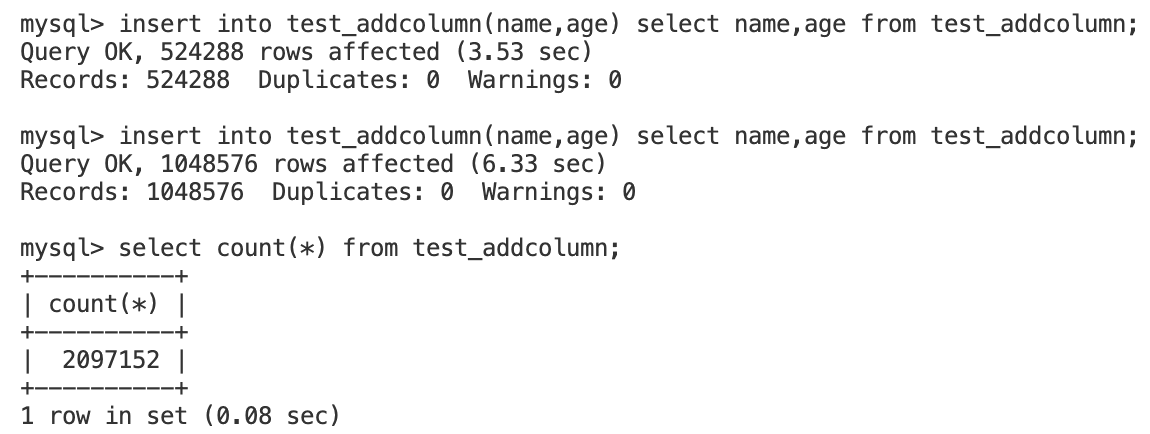 mysql> insert into test_addcolumn(name,age) select name,age from test_addcolumn;
Query OK, 524288 rows affected (3.53 sec)
Records: 524288  Duplicates: 0  Warnings: 0

mysql> insert into test_addcolumn(name,age) select name,age from test_addcolumn;
Query OK, 1048576 rows affected (6.33 sec)
Records: 1048576  Duplicates: 0  Warnings: 0

mysql> select count(*) from test_addcolumn;
+----------+
| count(*) |
+----------+
|  2097152 |
+----------+
1 row in set (0.08 sec)